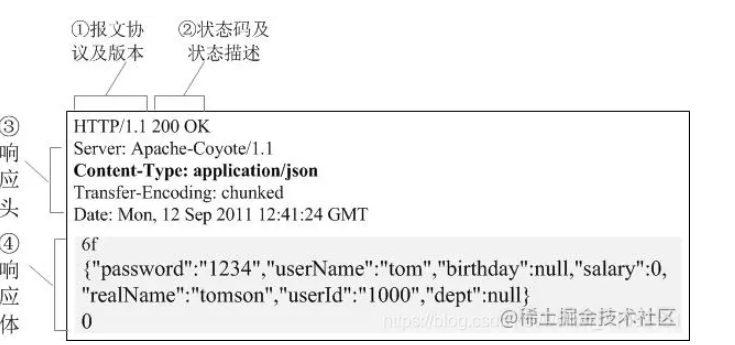 ①报文协
议及版本
②状态码及
状态描述
③
响
应
头
HTTP/1.1 200 OK
Server: Apache-Coyote/1.1
Content-Type: application/json
Transfer-Encoding: chunked
Date: Mon, 12 Sep 2011 12:41:24 GMT
④
响
应
体
6f
{"password":"1234","userName":"tom","birthday":null,"salary":0,
"realName":"tomson","userId":"1000","dept":null}
0
https://blog.csd
@稀土掘金技术社区